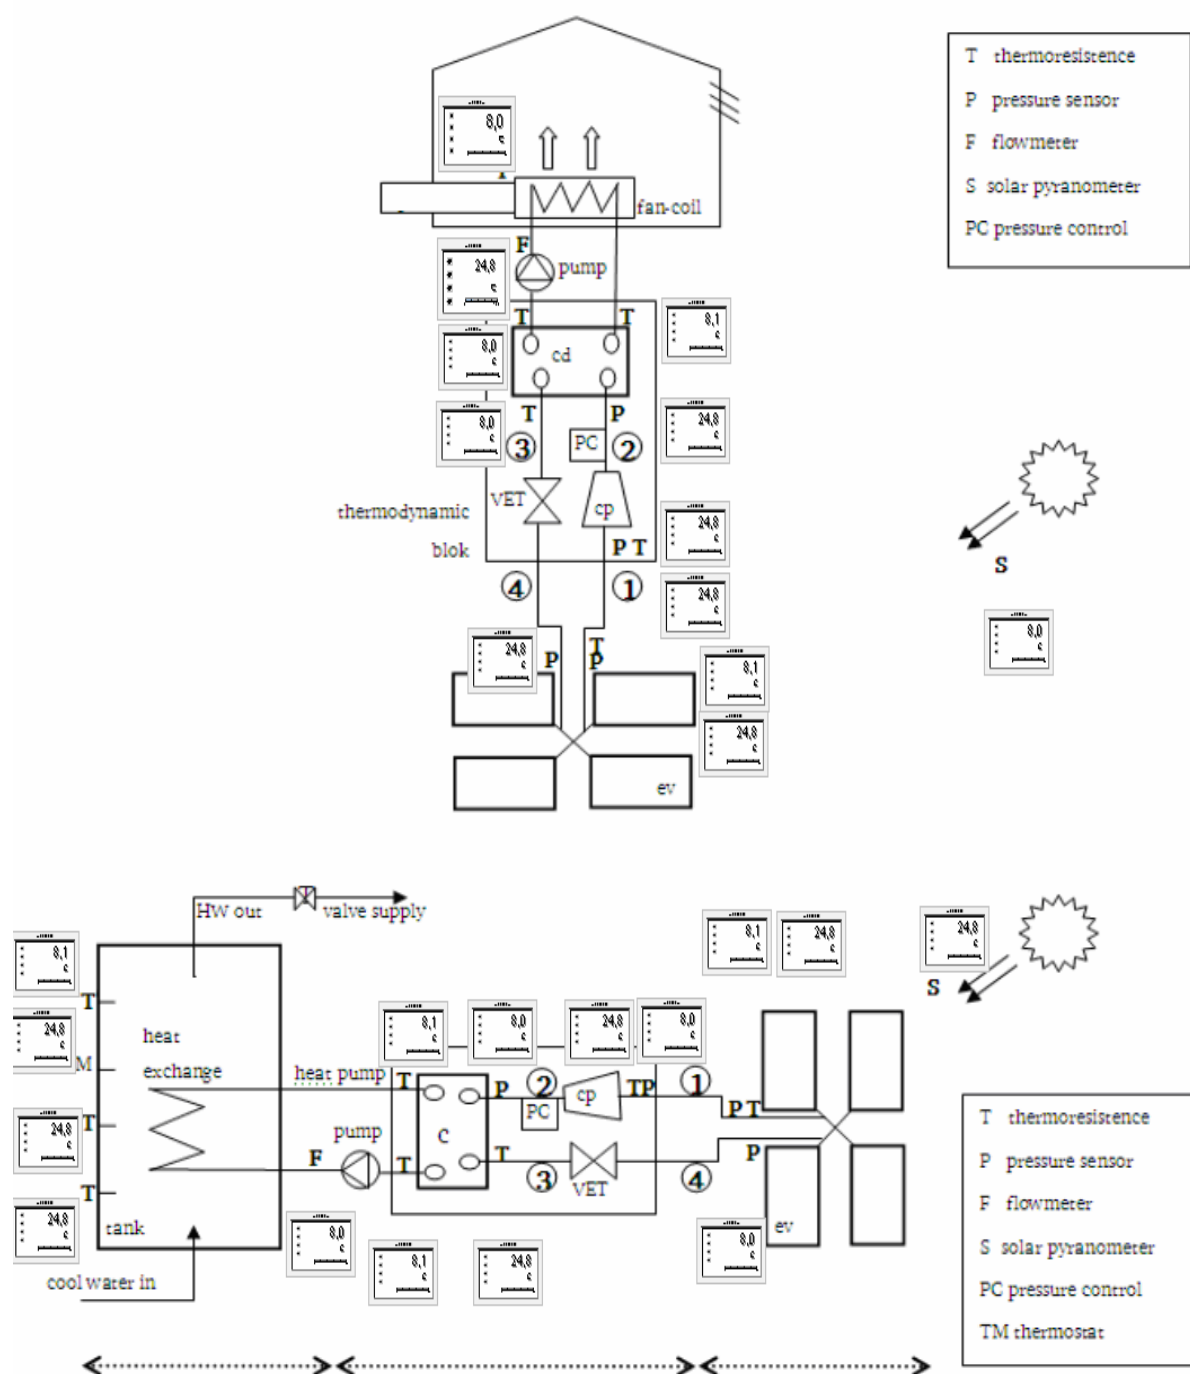 T thermoresistence
P pressure sensor
F flowmeter
S solar pyranometer
PC pressure control
8,0
c
fan-coil
F
24,8
c
pump
T
T
8,1
c
8,0
c
cd
8,0
c
T
P
24,8
c
3
PC
2
VET
cp
thermodynamic
24,8
c
blok
P T
4
1
24,8
c
S
24,8
c
P
T
P
8,0
c
8,1
c
24,8
c
ev
HW out
T
valve supply
8,1
c
8,1
c
24,8
c
24,8
c
S
T
24,8
c
8,1
c
8,0
c
24,8
c
8,0
c
heat
M
exchange
heat pump
T
P
2
cp
TP
1
PC
P T
T thermoresistence
24,8
c
T
pump
C
F
T
T
3
VET
4
P
P pressure sensor
T
F flowmeter
24,8
c
tank
8,0
c
8,0
c
ev
S solar pyranometer
8,1
c
24,8
c
cool water in
PC pressure control
TM thermostat